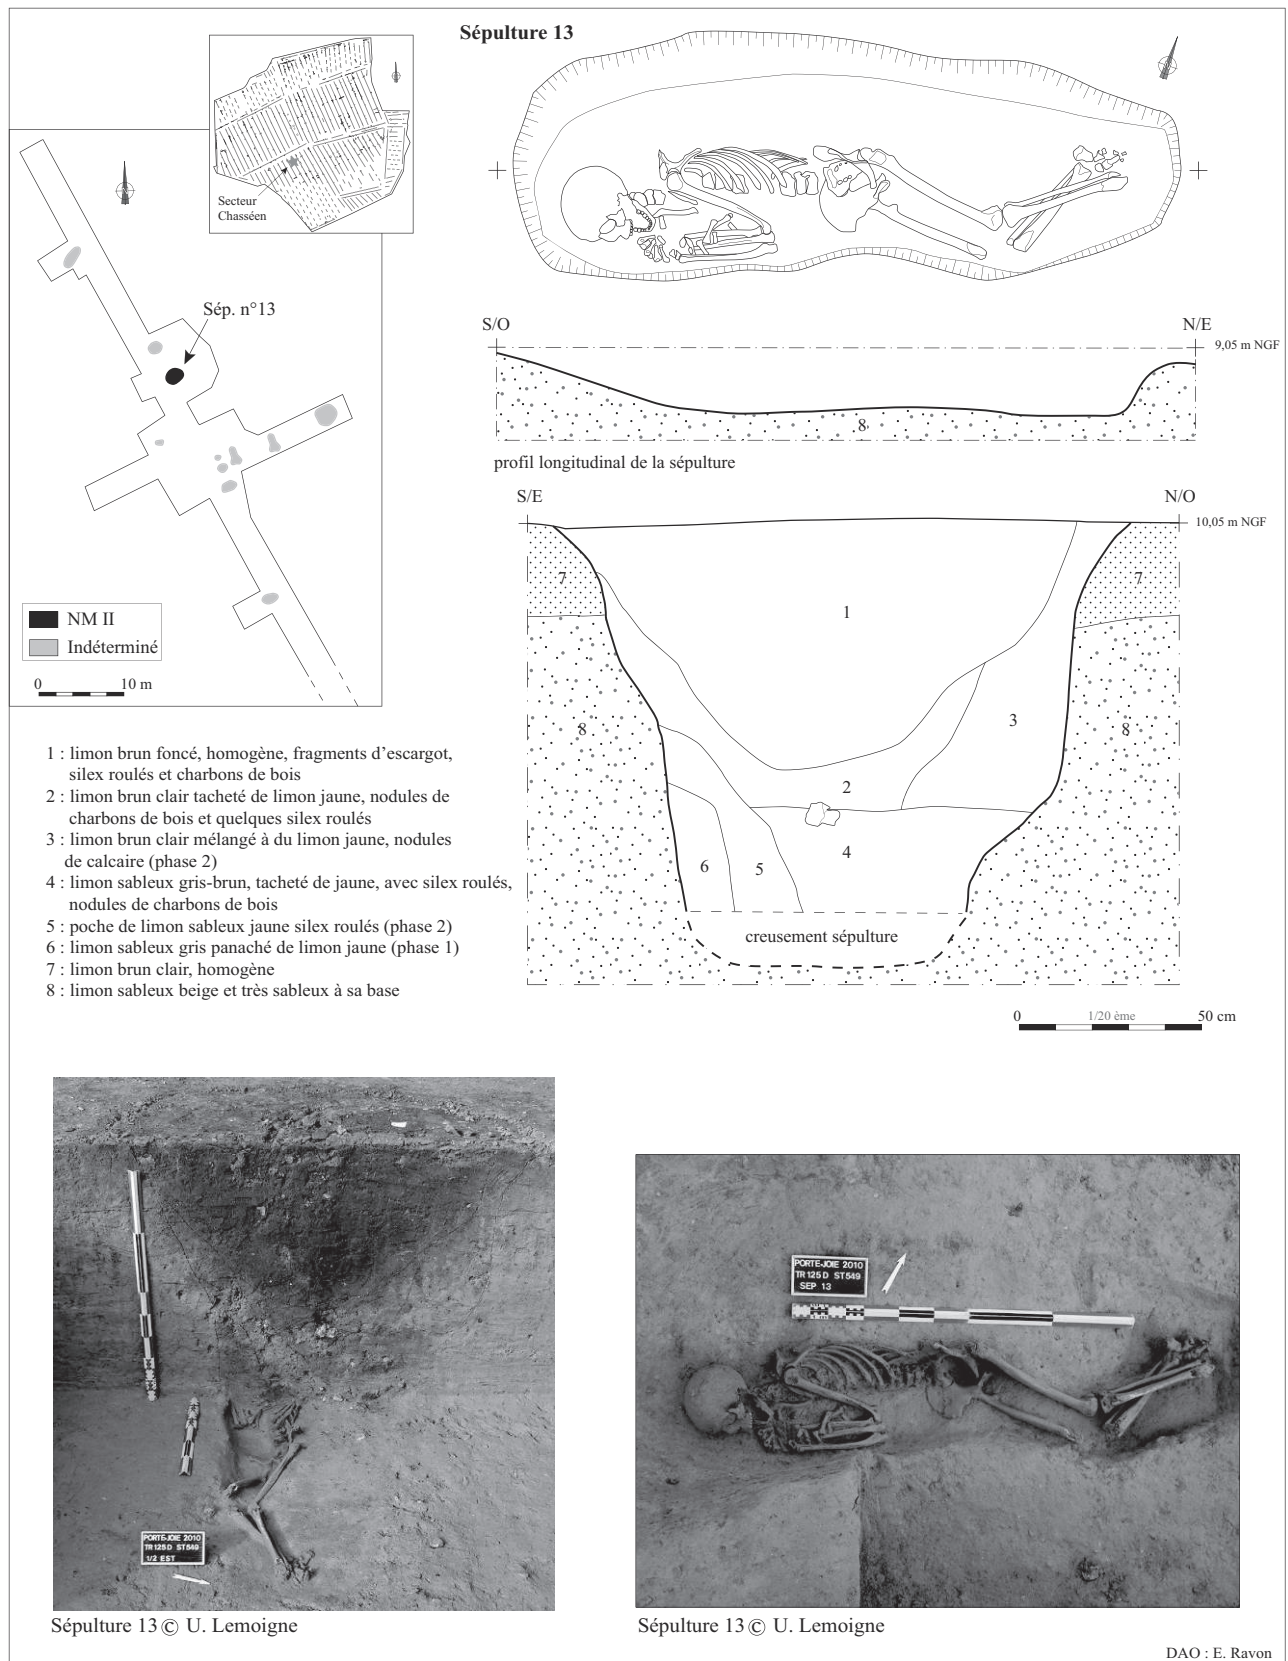 Sépulture 13
Secteur
Chasséen
Sép. n°13
NM II
Indéterminé
0 10 m
S/O N/E
9,05 m NGF
8
profil longitudinal de la sépulture
S/E N/O
10,05 m NGF
7 7
1
8 3 8
2
6 5 4
creusement sépulture
0 1/20 ème 50 cm
1 : limon brun foncé, homogène, fragments d'escargot,
silex roulés et charbons de bois
2 : limon brun clair tacheté de limon jaune, nodules de
charbons de bois et quelques silex roulés
3 : limon brun clair mélangé à du limon jaune, nodules
de calcaire (phase 2)
4 : limon sableux gris-brun, tacheté de jaune, avec silex roulés,
nodules de charbons de bois
5 : poche de limon sableux jaune silex roulés (phase 2)
6 : limon sableux gris panaché de limon jaune (phase 1)
7 : limon brun clair, homogène
8 : limon sableux beige et très sableux à sa base
PORTE-JOIE 2010
TR 125 D ST549
1/2 EST
PORTE-JOIE 2010
TR 125 D ST549
SEP 13
Sépulture 13 © U. Lemoigne
Sépulture 13 © U. Lemoigne
DAO : E. Ravon